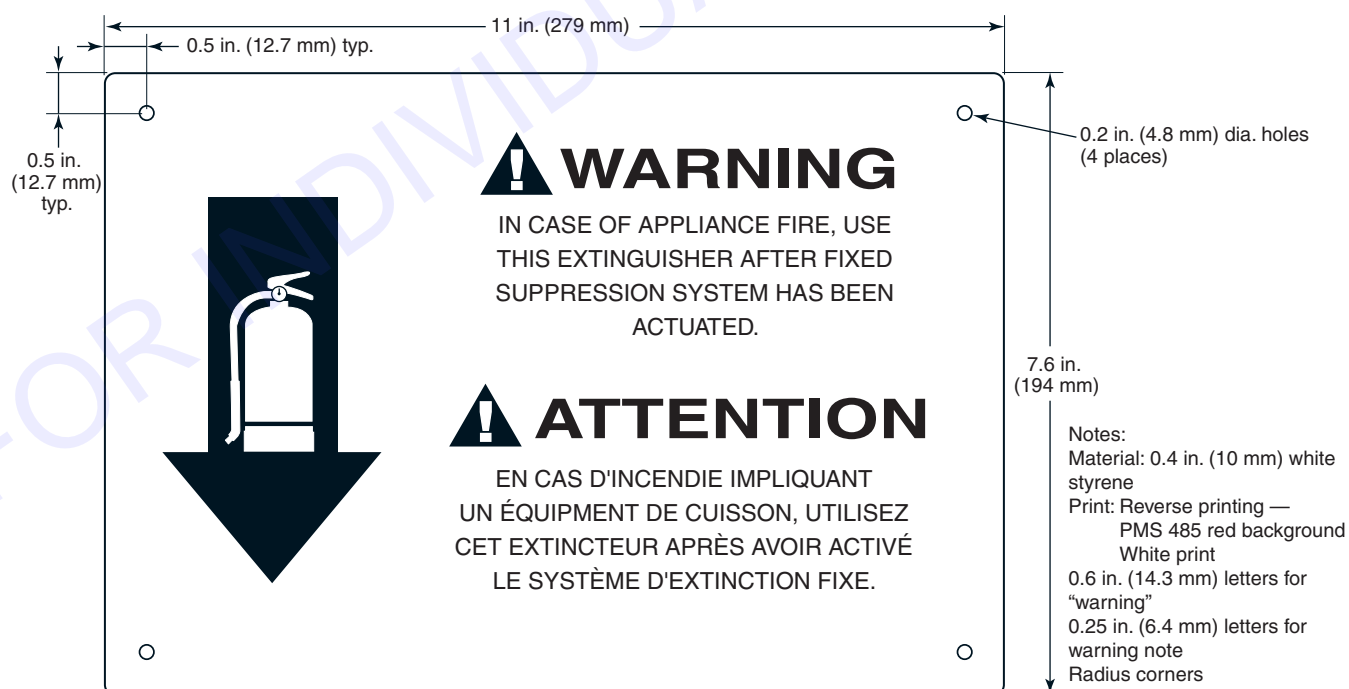 11 in. (279 mm)
0.5 in. (12.7 mm) typ.
0.5 in.
(12.7 mm)
typ.
0.2 in. (4.8 mm) dia. holes
(4 places)
WARNING
IN CASE OF APPLIANCE FIRE, USE
THIS EXTINGUISHER AFTER FIXED
SUPPRESSION SYSTEM HAS BEEN
ACTUATED.
ATTENTION
EN CAS D'INCENDIE IMPLIQUANT
UN ÉQUIPMENT DE CUISSON, UTILISEZ
CET EXTINCTEUR APRÈS AVOIR ACTIVÉ
LE SYSTÈME D'EXTINCTION FIXE.
7.6 in.
(194 mm)
Notes:
Material: 0.4 in. (10 mm) white
styrene
Print: Reverse printing —
PMS 485 red background
White print
0.6 in. (14.3 mm) letters for
“warning”
0.25 in. (6.4 mm) letters for
warning note
Radius corners
FOR